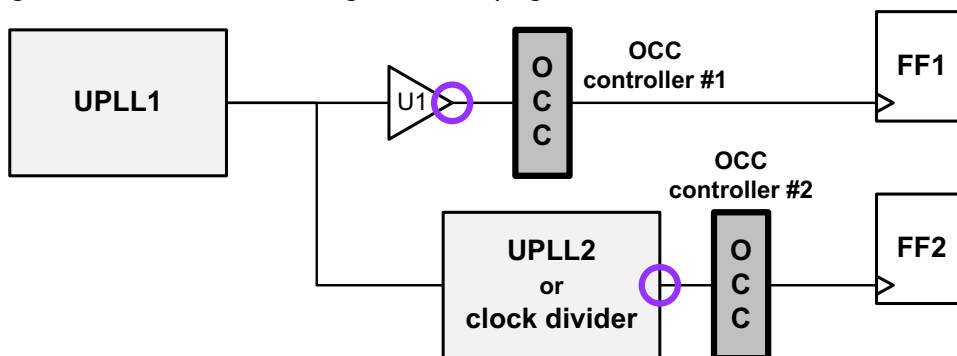 UPLL1
U1
O
C
C
OCC
controller #1
FF1
UPLL2
or
clock divider
OCC
controller #2
O
C
C
FF2